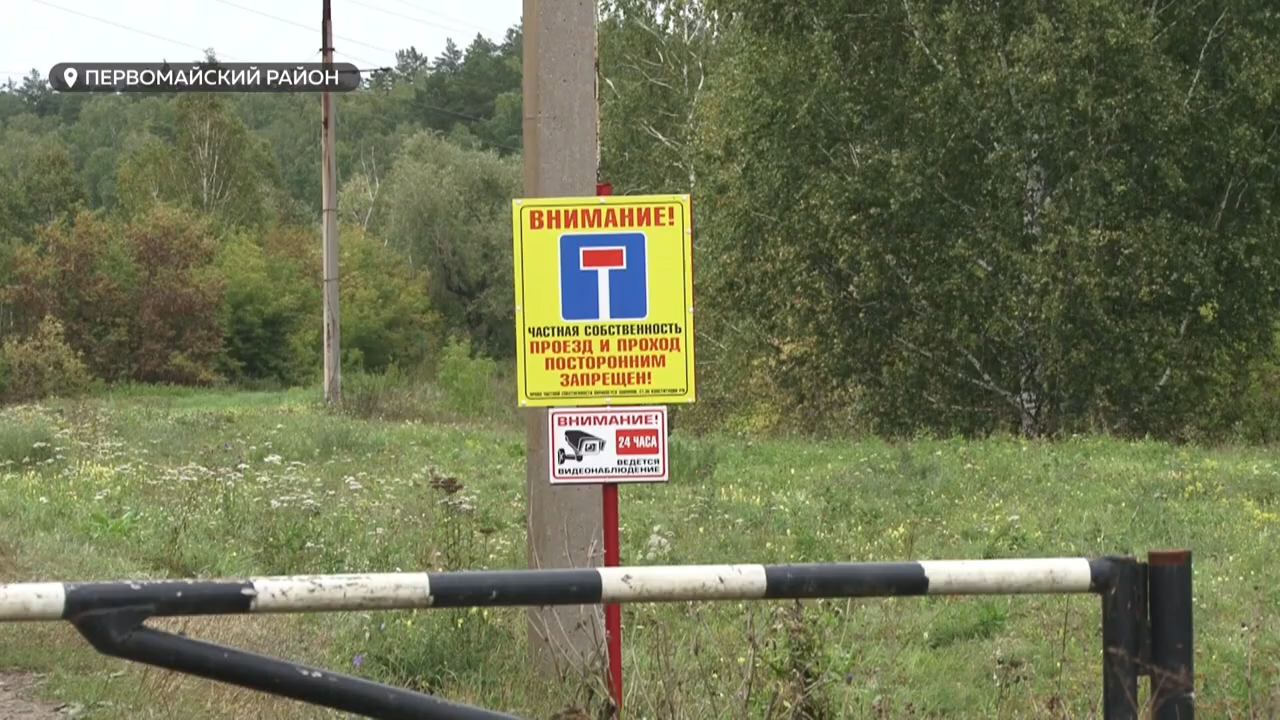 ПЕРВОМАЙСКИЙ РАЙОН
ВНИМАНИЕ!
ЧАСТНАЯ СОБСТВЕННОСТЬ
ПРОЕЗД И ПРОХОД
ПОСТОРОННИМ
ЗАПРЕЩЕН!
ВНИМАНИЕ!
24 ЧАСА
ВЕДЕТСЯ
ВИДЕОНАБЛЮДЕНИЕ